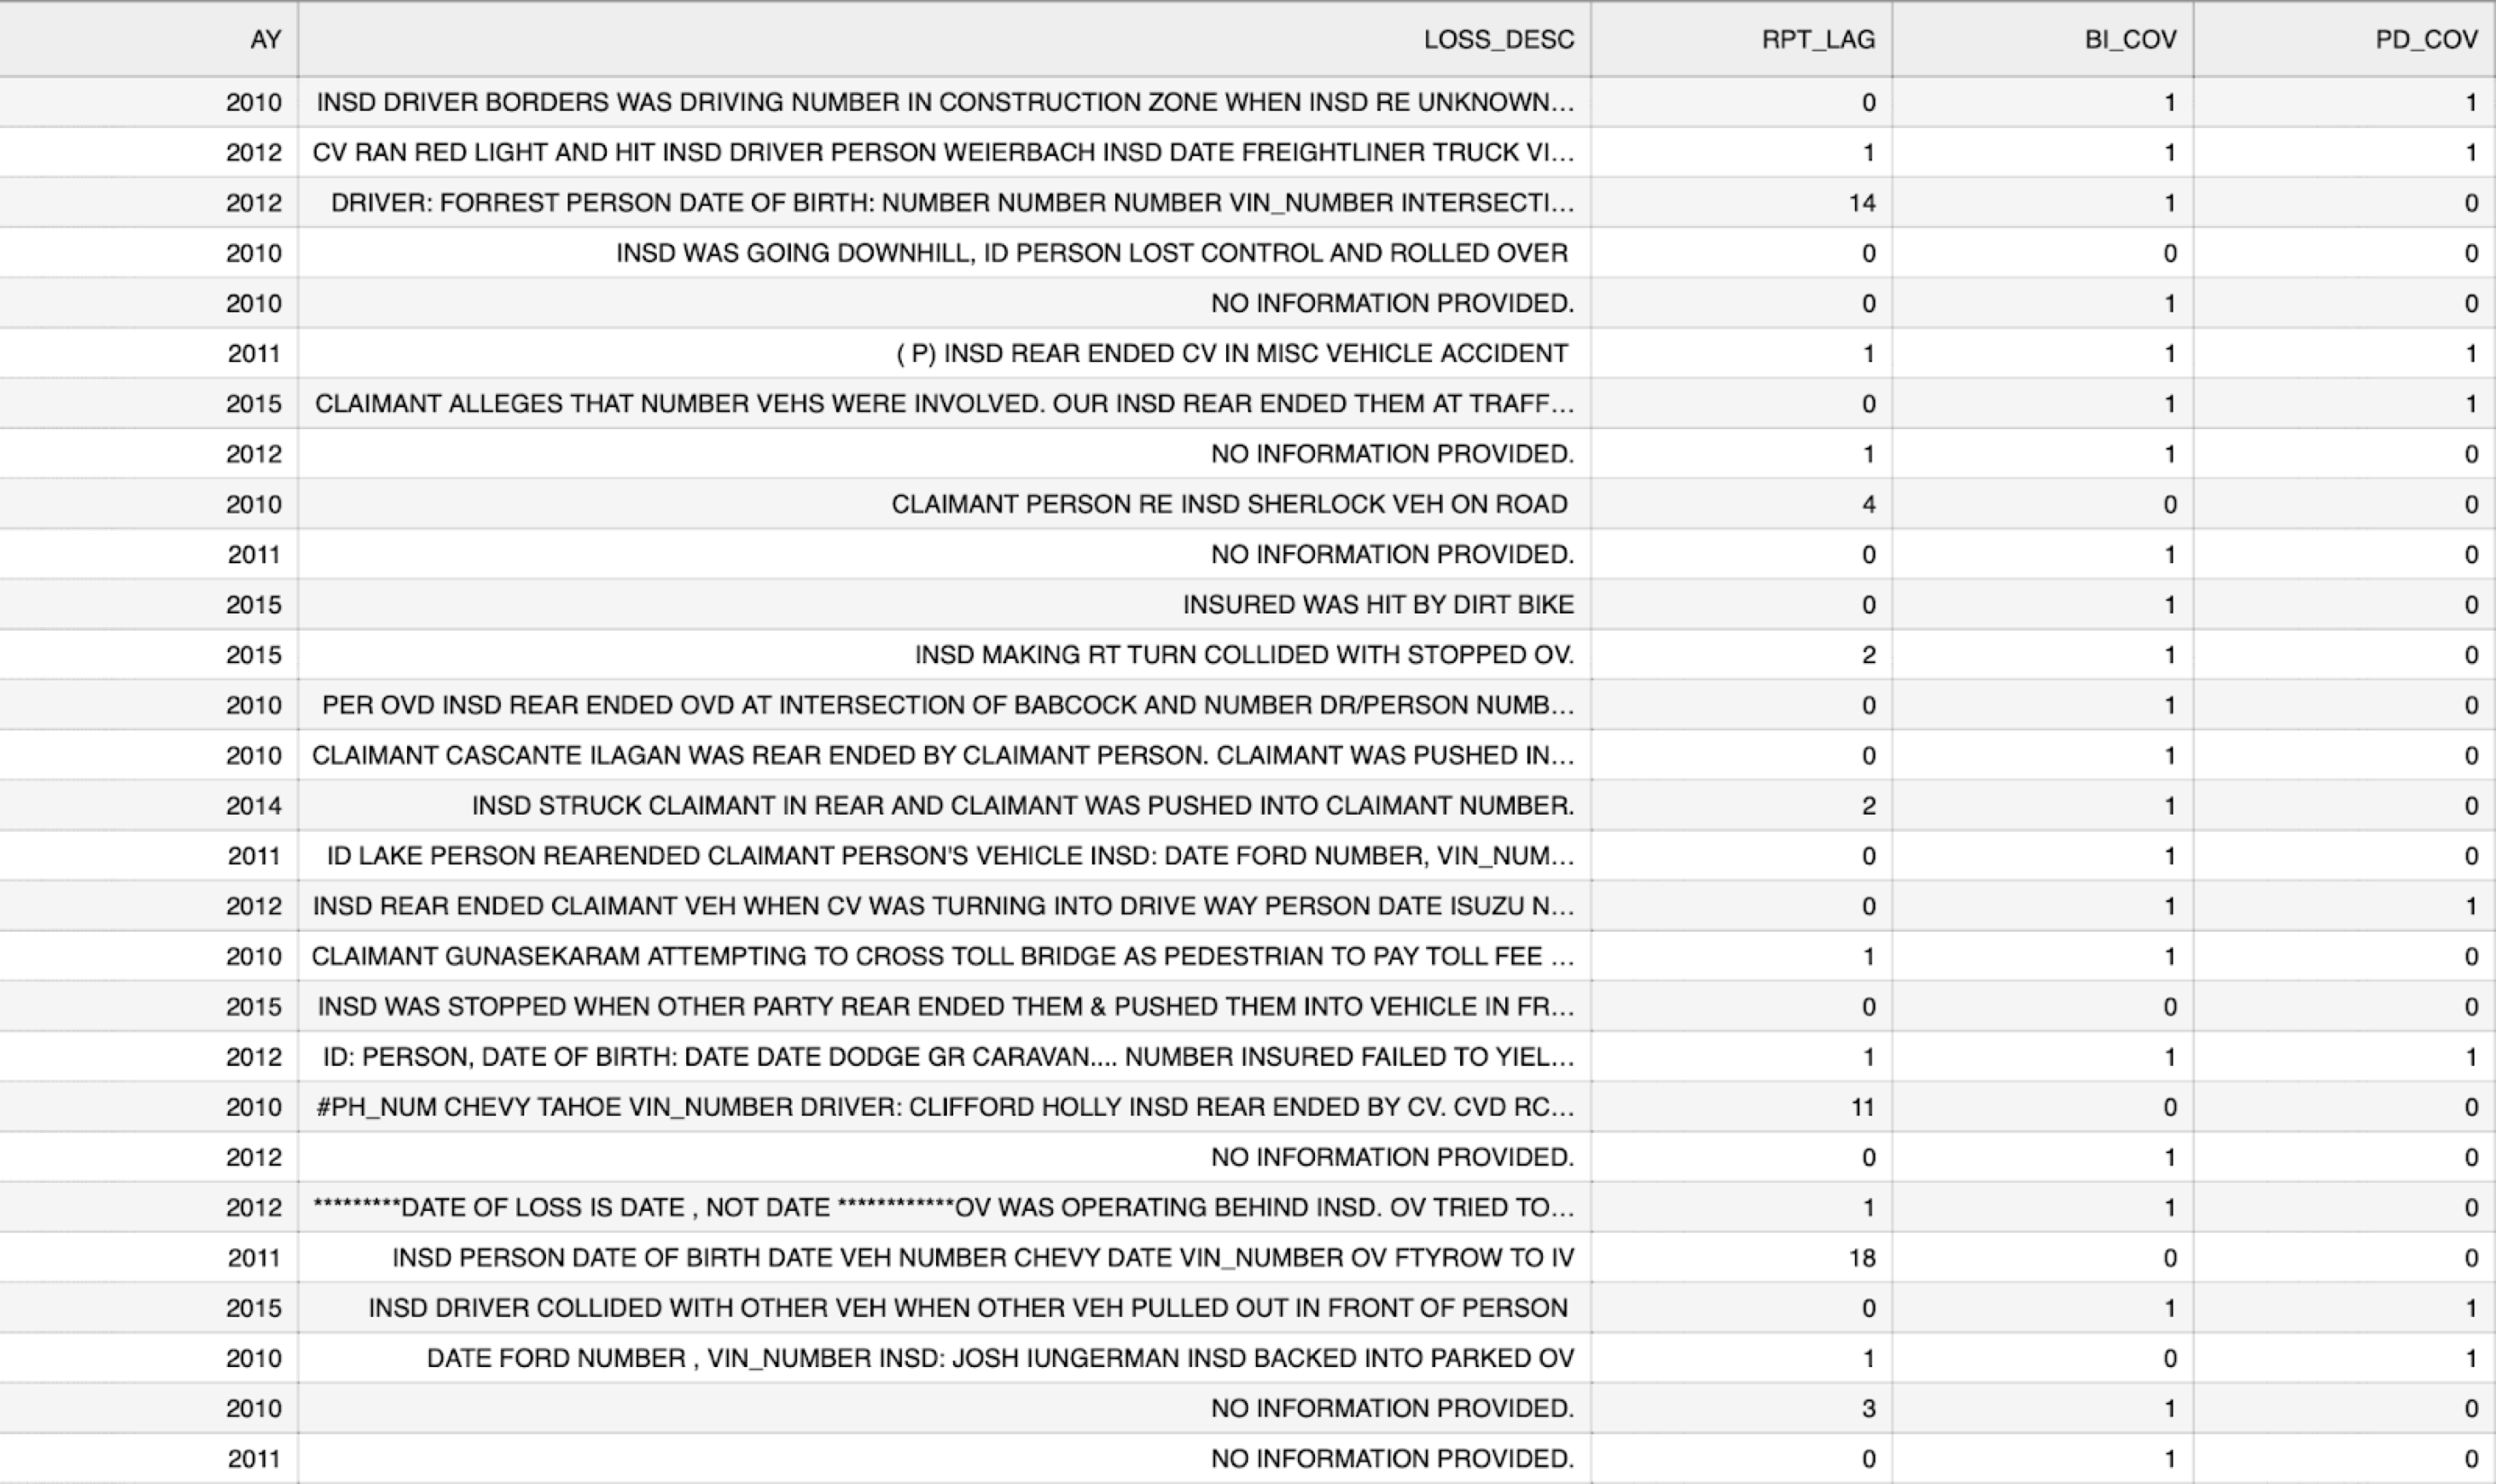 AY LOSS_DESC RPT_LAG BI_COV PD_COV
2010 INSD DRIVER BORDERS WAS DRIVING NUMBER IN CONSTRUCTION ZONE WHEN INSD RE UNKNOWN... 0 1 1
2012 CV RAN RED LIGHT AND HIT INSD DRIVER PERSON WEIERBACH INSD DATE FREIGHTLINER TRUCK VI... 1 1 1
2012 DRIVER: FORREST PERSON DATE OF BIRTH: NUMBER NUMBER NUMBER VIN_NUMBER INTERSECTI... 14 1 0
2010 INSD WAS GOING DOWNHILL, ID PERSON LOST CONTROL AND ROLLED OVER 0 0 0
2010 NO INFORMATION PROVIDED. 0 1 0
2011 ( P) INSD REAR ENDED CV IN MISC VEHICLE ACCIDENT 1 1 1
2015 CLAIMANT ALLEGES THAT NUMBER VEHS WERE INVOLVED. OUR INSD REAR ENDED THEM AT TRAFF... 0 1 1
2012 NO INFORMATION PROVIDED. 1 1 0
2010 CLAIMANT PERSON RE INSD SHERLOCK VEH ON ROAD 4 0 0
2011 NO INFORMATION PROVIDED. 0 1 0
2015 INSURED WAS HIT BY DIRT BIKE 0 1 0
2015 INSD MAKING RT TURN COLLIDED WITH STOPPED OV. 2 1 0
2010 PER OVD INSD REAR ENDED OVD AT INTERSECTION OF BABCOCK AND NUMBER DR/PERSON NUMB... 0 1 0
2010 CLAIMANT CASCANTE ILAGAN WAS REAR ENDED BY CLAIMANT PERSON. CLAIMANT WAS PUSHED IN... 0 1 0
2014 INSD STRUCK CLAIMANT IN REAR AND CLAIMANT WAS PUSHED INTO CLAIMANT NUMBER. 2 1 0
2011 ID LAKE PERSON REARENDED CLAIMANT PERSON'S VEHICLE INSD: DATE FORD NUMBER, VIN_NUM... 0 1 0
2012 INSD REAR ENDED CLAIMANT VEH WHEN CV WAS TURNING INTO DRIVE WAY PERSON DATE ISUZU N... 0 1 1
2010 CLAIMANT GUNASEKARAM ATTEMPTING TO CROSS TOLL BRIDGE AS PEDESTRIAN TO PAY TOLL FEE ... 1 1 0
2015 INSD WAS STOPPED WHEN OTHER PARTY REAR ENDED THEM & PUSHED THEM INTO VEHICLE IN FR... 0 0 0
2012 ID: PERSON, DATE OF BIRTH: DATE DATE DODGE GR CARAVAN.... NUMBER INSURED FAILED TO YIEL... 1 1 1
2010 #PH_NUM CHEVY TAHOE VIN_NUMBER DRIVER: CLIFFORD HOLLY INSD REAR ENDED BY CV. CVD RC... 11 0 0
2012 NO INFORMATION PROVIDED. 0 1 0
2012 *********DATE OF LOSS IS DATE , NOT DATE ************OV WAS OPERATING BEHIND INSD. OV TRIED TO... 1 1 0
2011 INSD PERSON DATE OF BIRTH DATE VEH NUMBER CHEVY DATE VIN_NUMBER OV FTYROW TO IV 18 0 0
2015 INSD DRIVER COLLIDED WITH OTHER VEH WHEN OTHER VEH PULLED OUT IN FRONT OF PERSON 0 1 1
2010 DATE FORD NUMBER , VIN_NUMBER INSD: JOSH IUNGERMAN INSD BACKED INTO PARKED OV 1 0 1
2010 NO INFORMATION PROVIDED. 3 1 0
2011 NO INFORMATION PROVIDED. 0 1 0